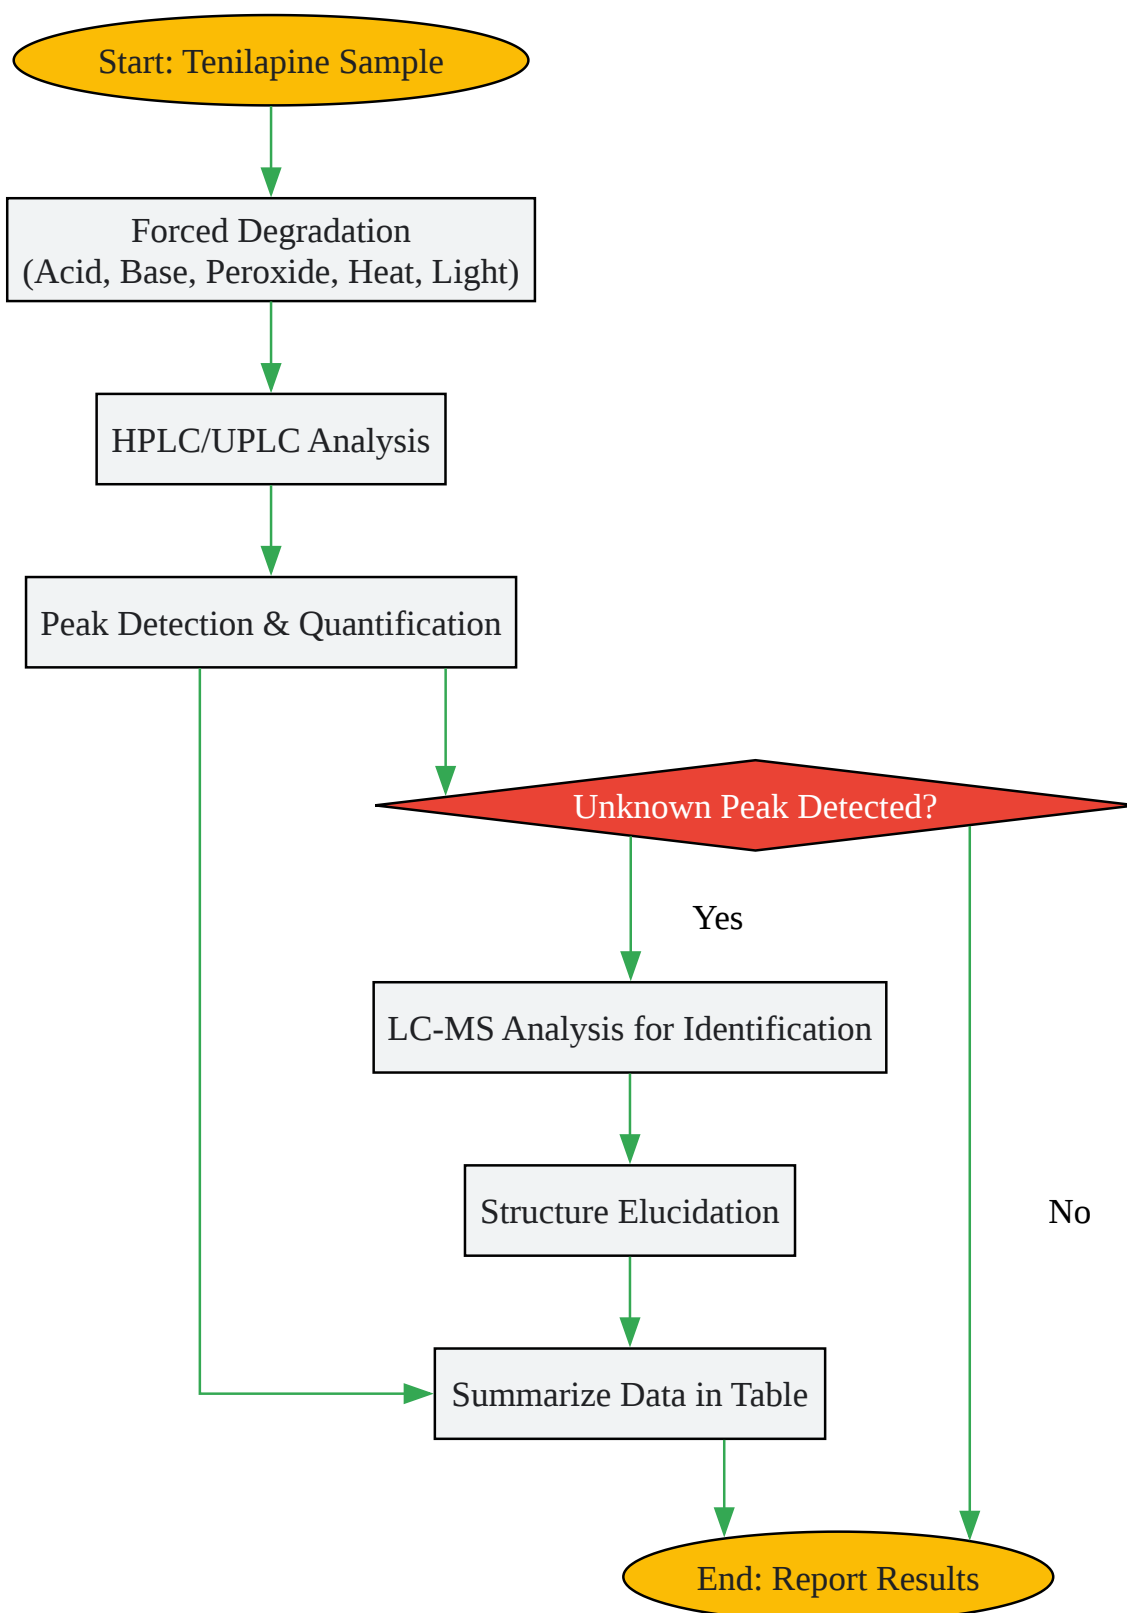 Start: Tenilapine Sample
Forced Degradation
(Acid, Base, Peroxide, Heat, Light)
HPLC/UPLC Analysis
Peak Detection & Quantification
Unknown Peak Detected?
Yes
LC-MS Analysis for Identification
Structure Elucidation
No
Summarize Data in Table
End: Report Results